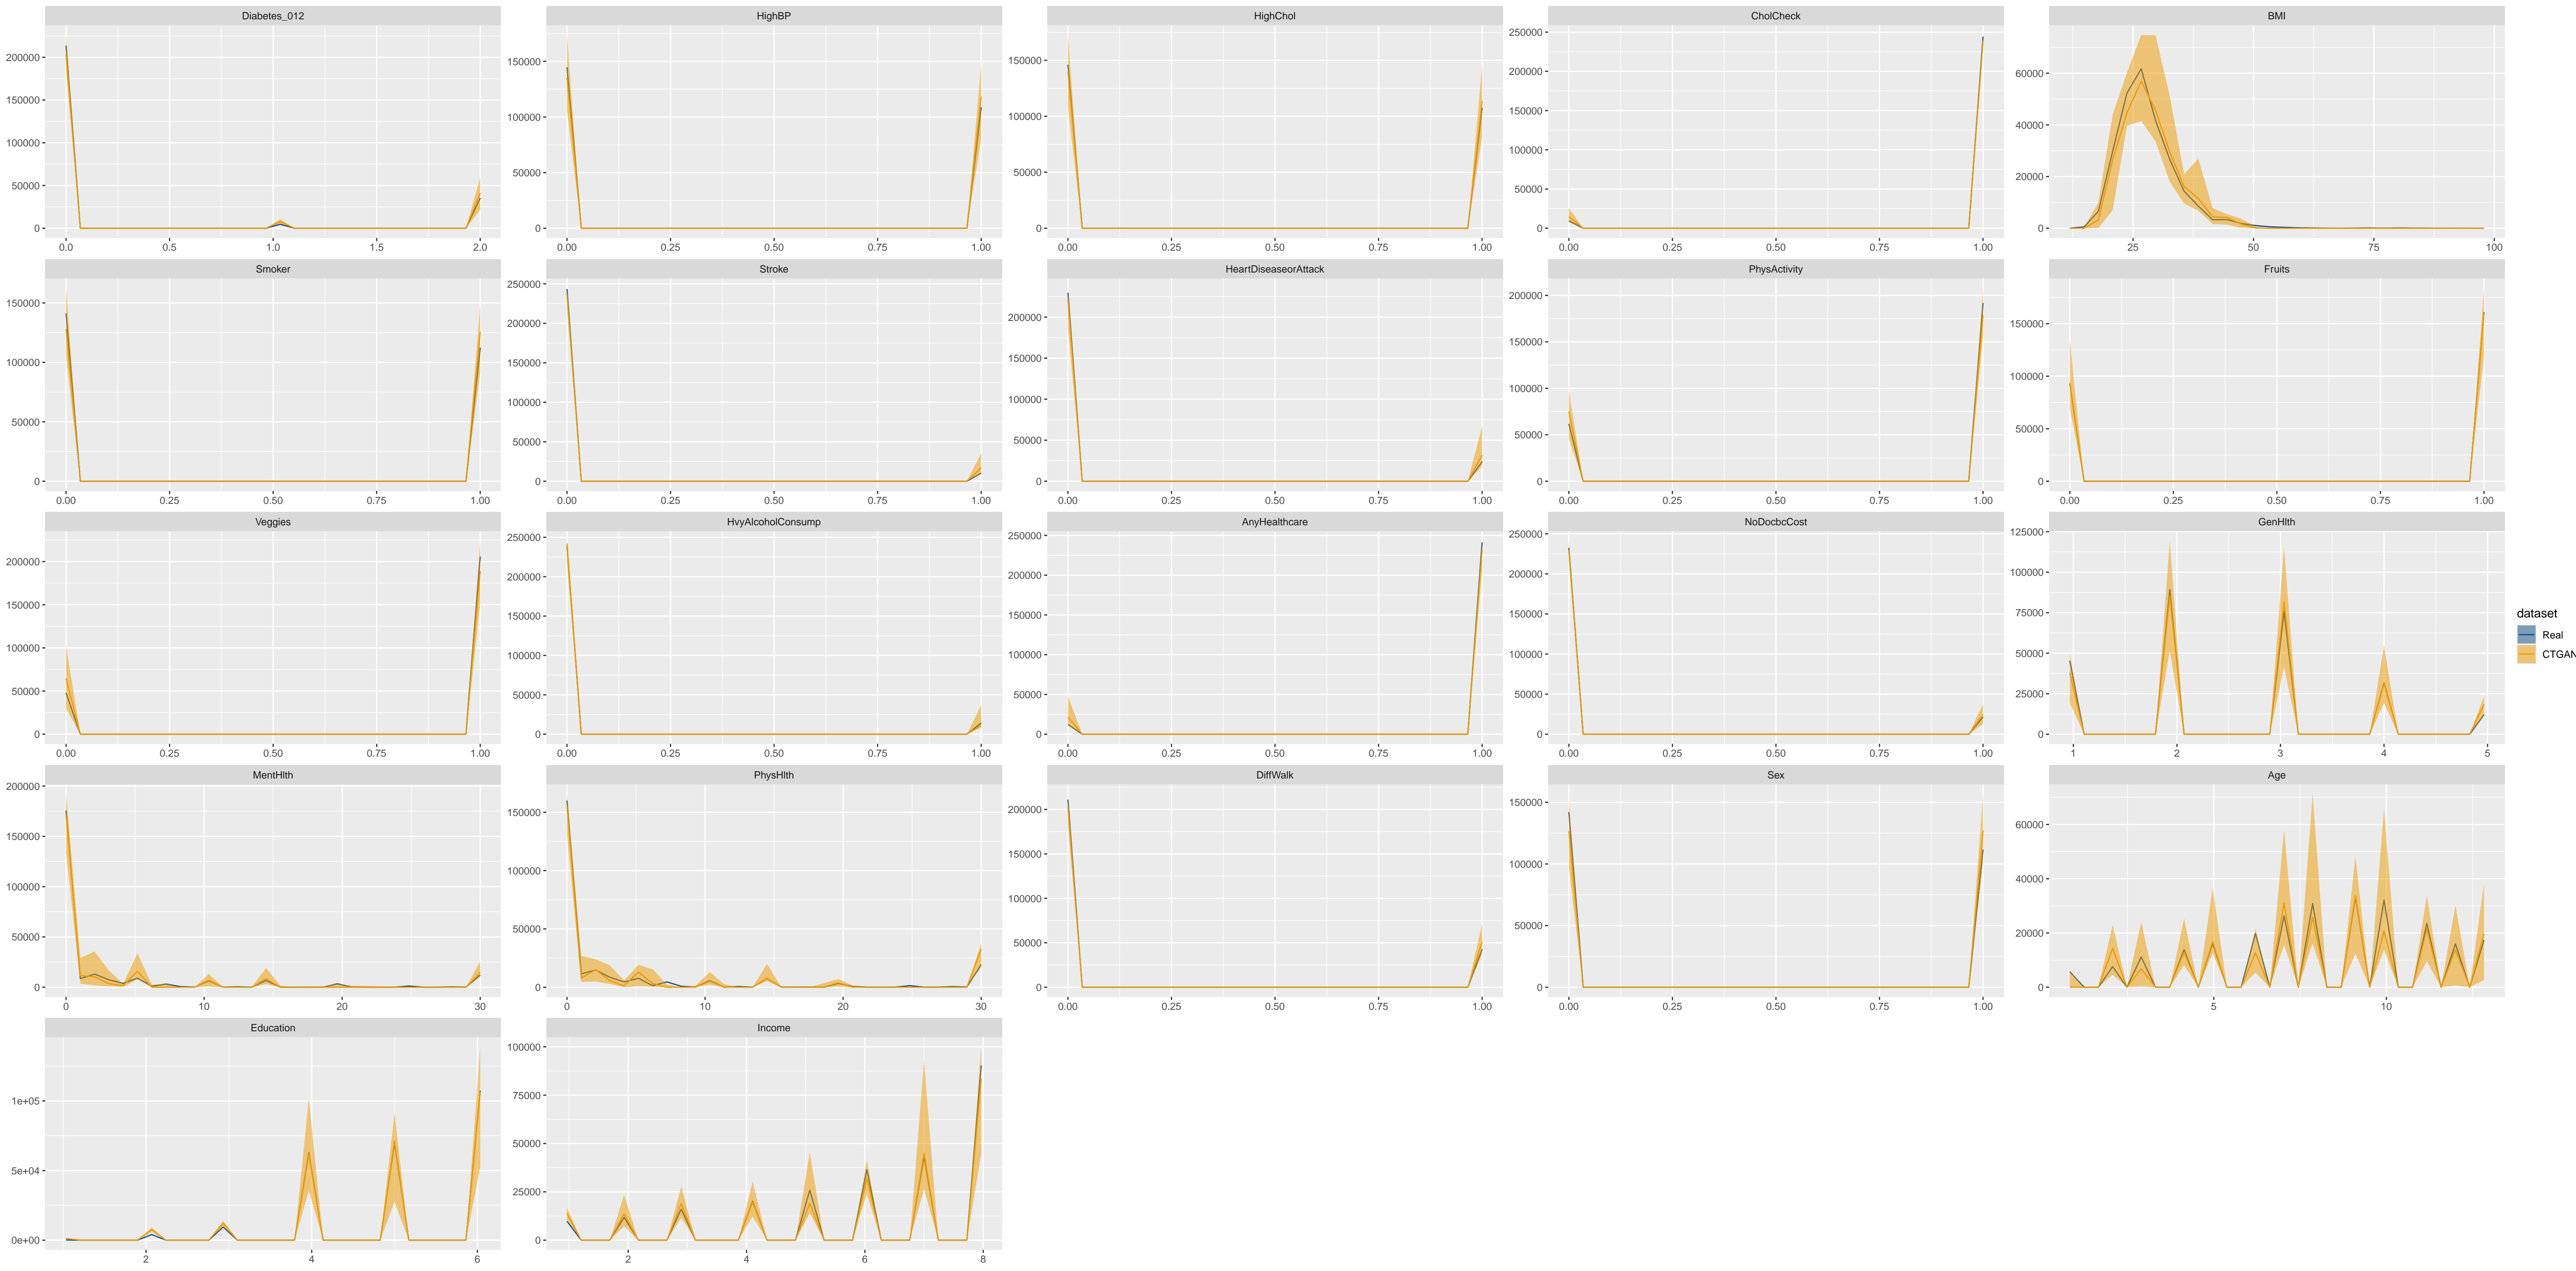 Diabetes_012 HighBP HighChol CholCheck BMI
200000 150000 150000 250000 60000
150000 100000 100000 200000 40000
100000 50000 50000 150000 20000
50000 0 0 100000 0
0 50000
0
0.0 0.5 1.0 1.5 2.0 0.00 0.25 0.50 0.75 1.00 0.00 0.25 0.50 0.75 1.00 0.00 0.25 0.50 0.75 1.00 25 50 75 100
Smoker Stroke HeartDiseaseorAttack PhysActivity Fruits
150000 250000 200000 200000 150000
100000 200000 150000 150000 100000
50000 150000 100000 100000 50000
0 100000 50000 50000 0
50000 0 0
0
0.00 0.25 0.50 0.75 1.00 0.00 0.25 0.50 0.75 1.00 0.00 0.25 0.50 0.75 1.00 0.00 0.25 0.50 0.75 1.00 0.00 0.25 0.50 0.75 1.00
Veggies HvyAlcoholConsump AnyHealthcare NoDocbcCost GenHlth
200000 250000 250000 250000 125000
150000 200000 200000 200000 100000
100000 150000 150000 150000 75000
50000 100000 100000 100000 50000
0 50000 50000 50000 25000
0 0 0 0
0.00 0.25 0.50 0.75 1.00 0.00 0.25 0.50 0.75 1.00 0.00 0.25 0.50 0.75 1.00 0.00 0.25 0.50 0.75 1.00 1 2 3 4 5
dataset
Real
CTGAN
MentHlth PhysHlth DiffWalk Sex Age
200000 150000 200000 150000 60000
150000 100000 150000 100000 40000
100000 50000 100000 50000 20000
50000 0 50000 0 0
0 0
0 10 20 30 0 10 20 30 0.00 0.25 0.50 0.75 1.00 0.00 0.25 0.50 0.75 1.00 5 10
Education Income
1e+05 100000
5e+04 75000
0e+00 50000
25000
0
2 4 6 2 4 6 8